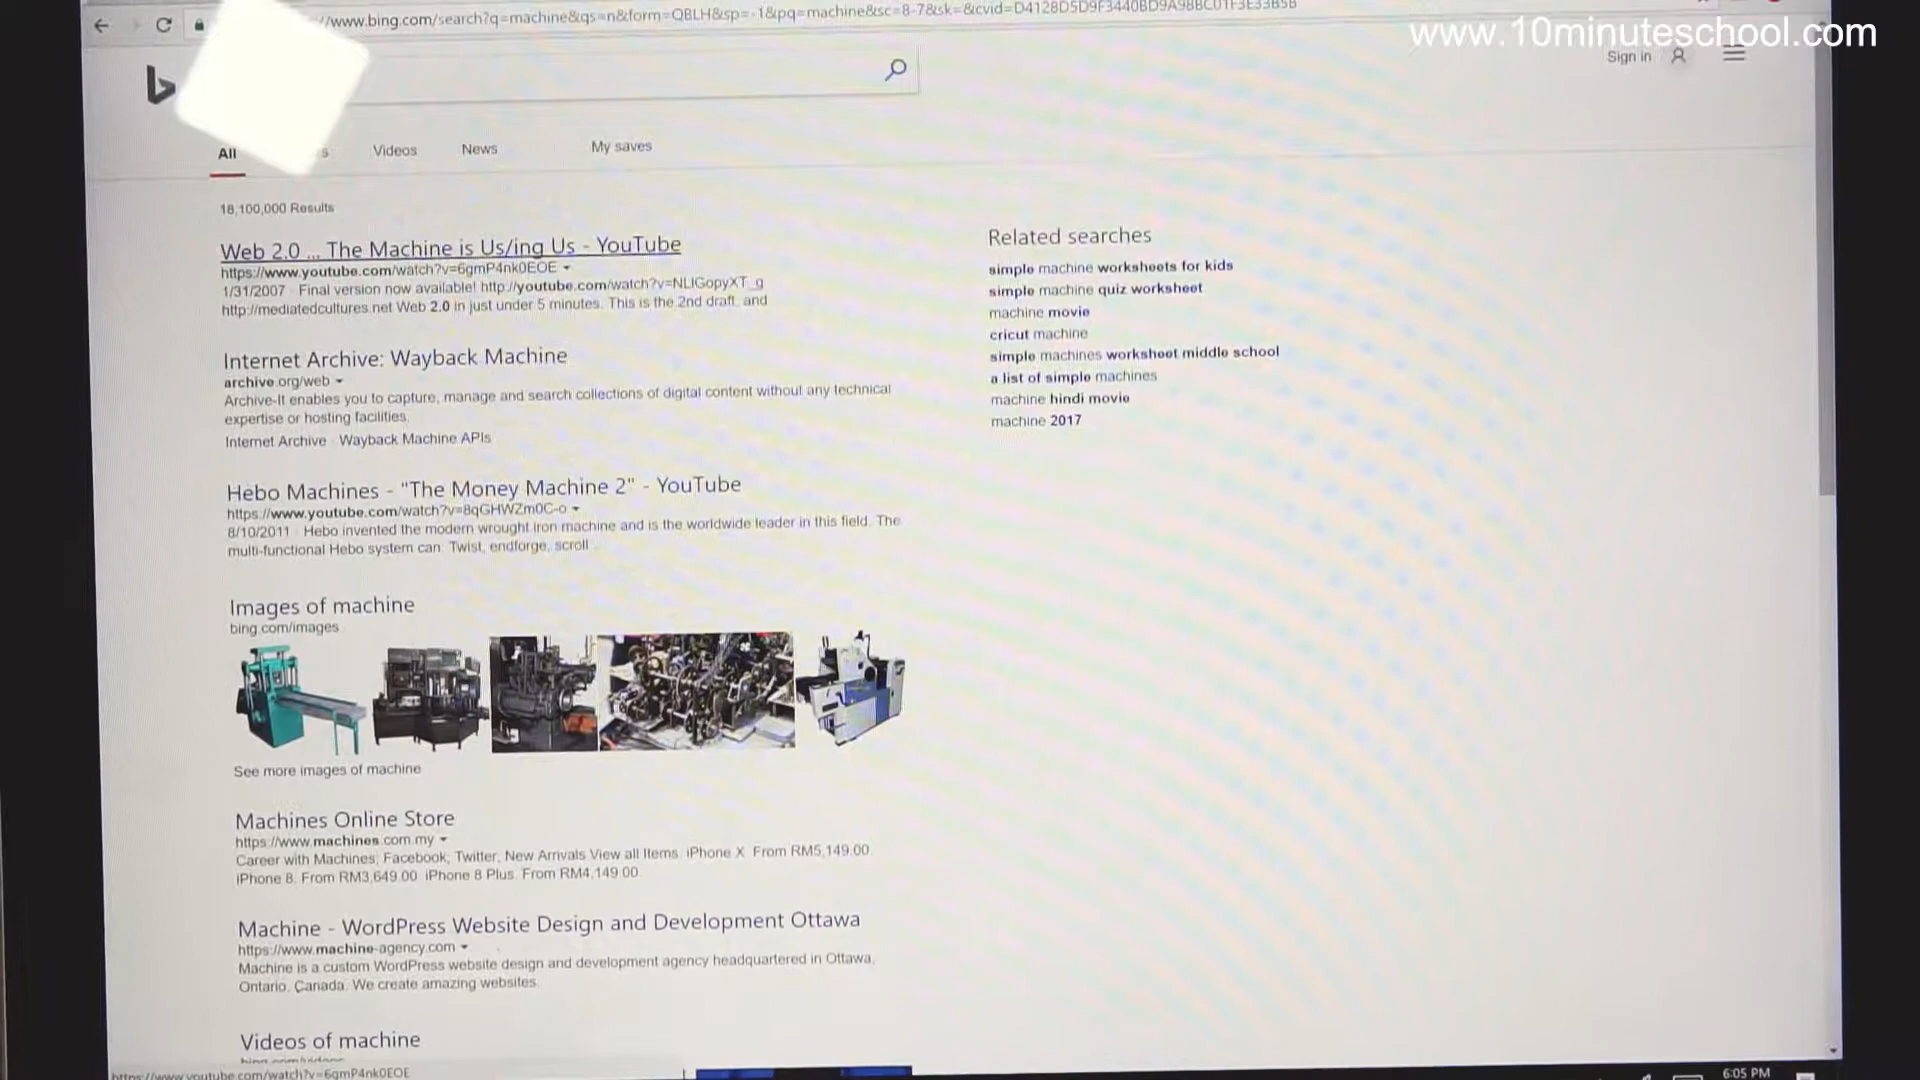 //www.bing.com/search?q=machine&qs=n&form=QBLH&sp=-1&pq=machine&sc=8-7&sk=&cvid=D4128D5D9F3440BD9A98BC01F3E33B5B
www.10minuteschool.com
Sign in
All Videos News My saves
18,100,000 Results
Web 2.0 ... The Machine is Us/ing Us - YouTube
https://www.youtube.com/watch?v=6gmP4nk0EOE
1/31/2007 · Final version now available! http://youtube.com/watch?v=NLlGopyXT_g
http://mediatedcultures.net Web 2.0 in just under 5 minutes. This is the 2nd draft, and
Internet Archive: Wayback Machine
archive.org/web
Archive-It enables you to capture, manage and search collections of digital content without any technical
expertise or hosting facilities.
Internet Archive · Wayback Machine APIs
Hebo Machines - "The Money Machine 2" - YouTube
https://www.youtube.com/watch?v=8qGHWZm0C-o
8/10/2011 · Hebo invented the modern wrought iron machine and is the worldwide leader in this field. The
multi-functional Hebo system can: Twist, endforge, scroll
Images of machine
bing.com/images
See more images of machine
Machines Online Store
https://www.machines.com.my
Career with Machines; Facebook; Twitter; New Arrivals View all Items. iPhone X. From RM5,149.00.
iPhone 8. From RM3,649.00. iPhone 8 Plus. From RM4,149.00
Machine - WordPress Website Design and Development Ottawa
https://www.machine-agency.com
Machine is a custom WordPress website design and development agency headquartered in Ottawa,
Ontario, Canada. We create amazing websites.
Videos of machine
Related searches
simple machine worksheets for kids
simple machine quiz worksheet
machine movie
cricut machine
simple machines worksheet middle school
a list of simple machines
machine hindi movie
machine 2017
https://www.youtube.com/watch?v=6gmP4nk0EOE
6:05 PM